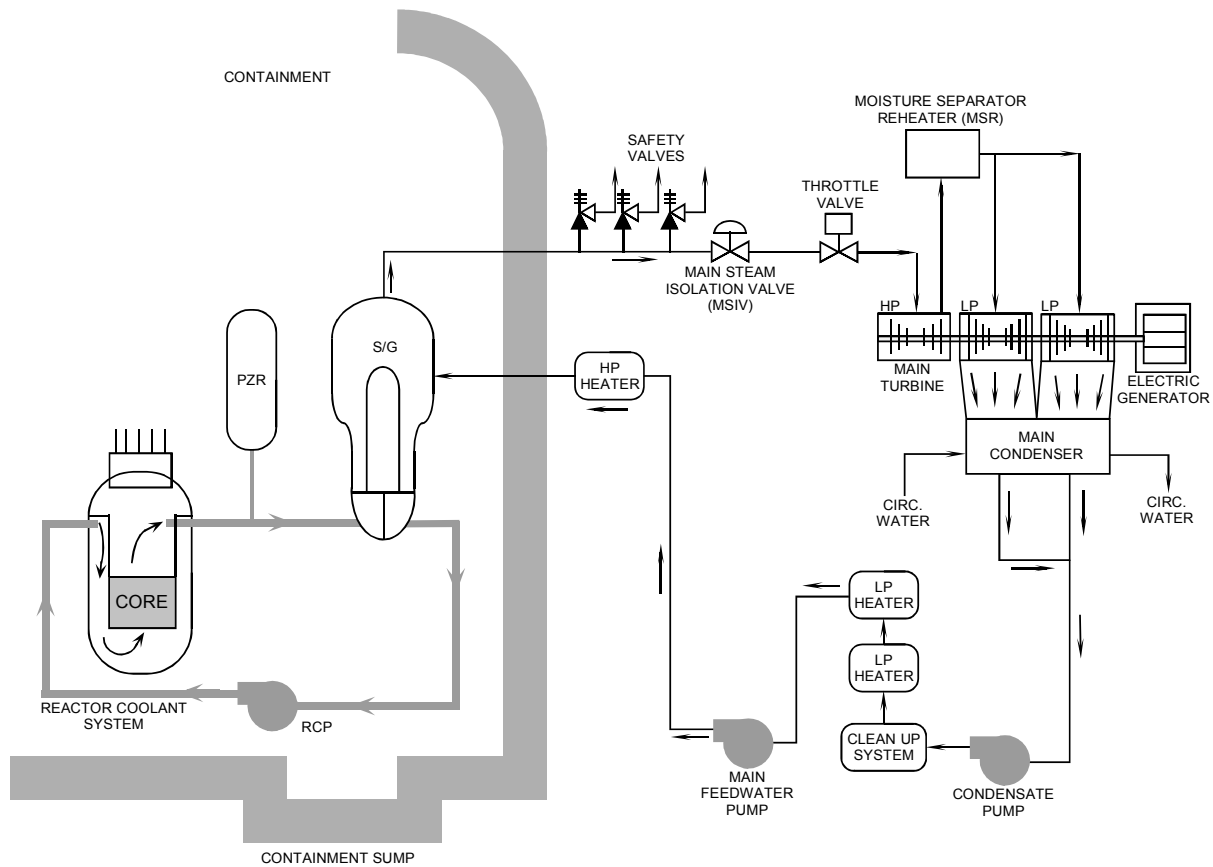 CONTAINMENT
MOISTURE SEPARATOR
REHEATER (MSR)
SAFETY
VALVES
THROTTLE
VALVE
MAIN STEAM
ISOLATION VALVE
(MSIV)
HP
LP
LP
MAIN
TURBINE
ELECTRIC
GENERATOR
S/G
PZR
HP
HEATER
MAIN
CONDENSER
CIRC.
WATER
CIRC.
WATER
CORE
LP
HEATER
LP
HEATER
REACTOR COOLANT
SYSTEM
RCP
CLEAN UP
SYSTEM
MAIN
FEEDWATER
PUMP
CONDENSATE
PUMP
CONTAINMENT SUMP